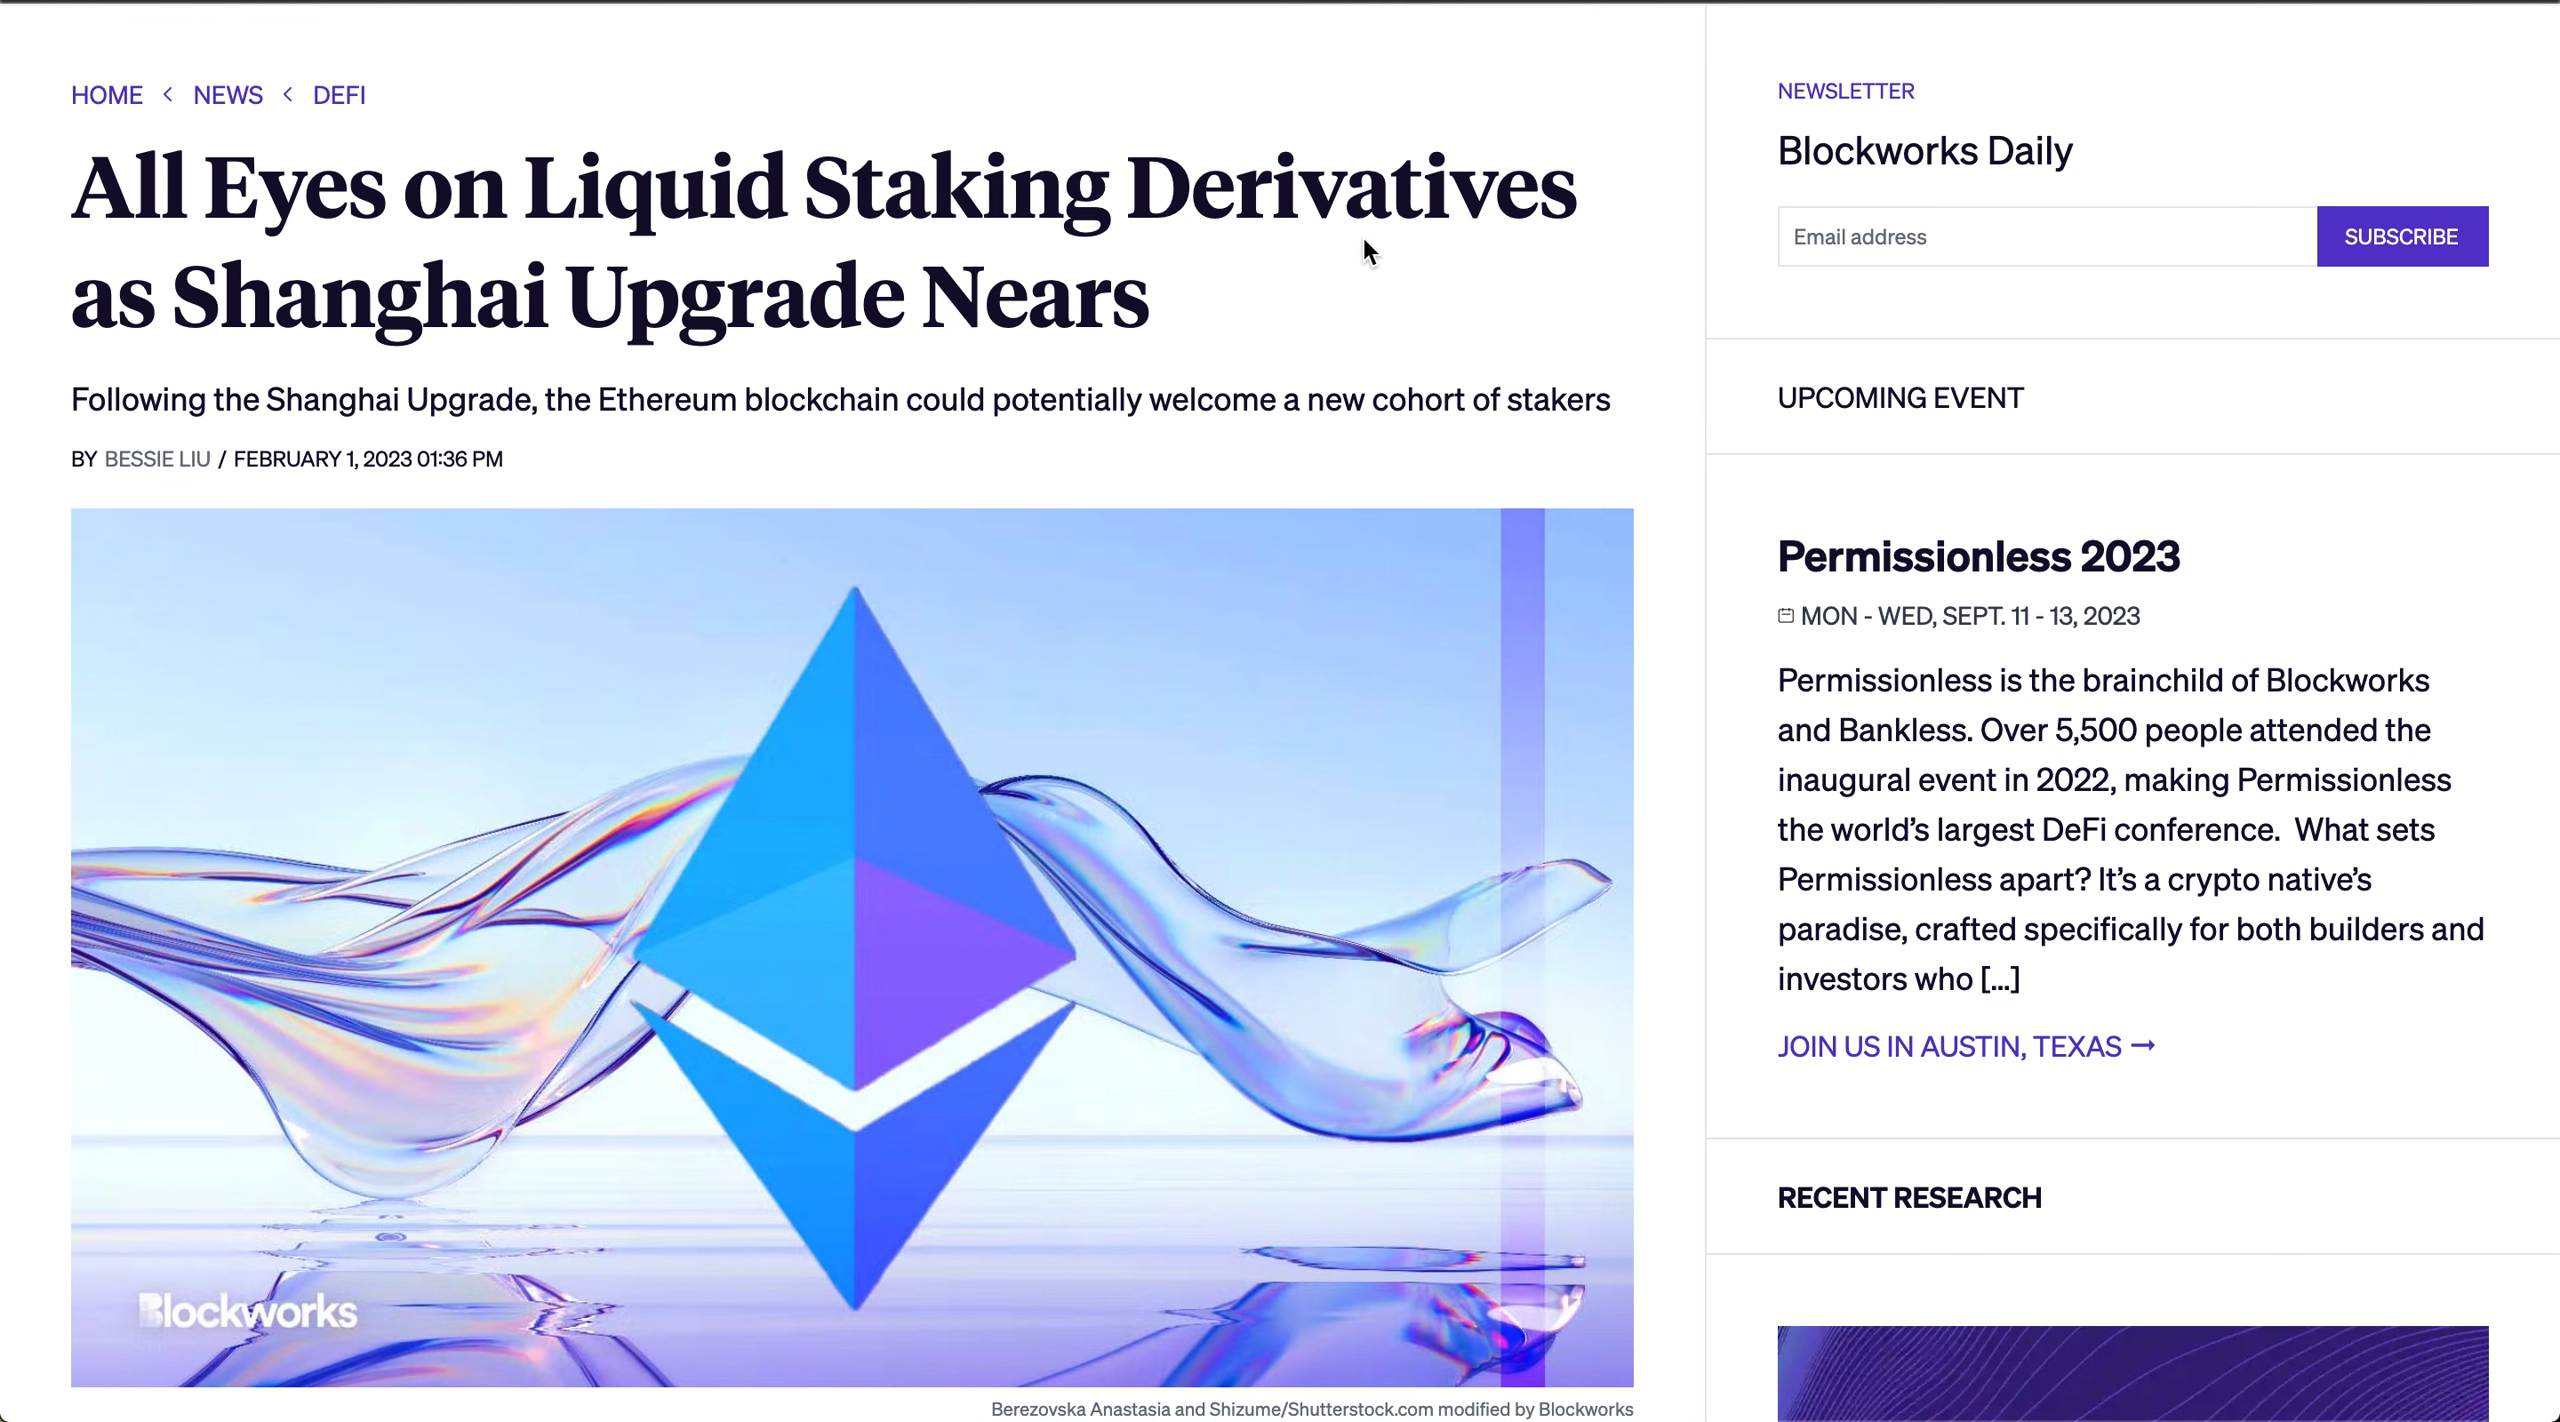 HOME < NEWS < DEFI
All Eyes on Liquid Staking Derivatives
as Shanghai Upgrade Nears
Following the Shanghai Upgrade, the Ethereum blockchain could potentially welcome a new cohort of stakers
BY BESSIE LIU / FEBRUARY 1, 2023 01:36 PM
Blockworks
Berezovska Anastasia and Shizume/Shutterstock.com modified by Blockworks
NEWSLETTER
Blockworks Daily
Email address
SUBSCRIBE
UPCOMING EVENT
Permissionless 2023
MON - WED, SEPT. 11 - 13, 2023
Permissionless is the brainchild of Blockworks
and Bankless. Over 5,500 people attended the
inaugural event in 2022, making Permissionless
the world’s largest DeFi conference.  What sets
Permissionless apart? It’s a crypto native’s
paradise, crafted specifically for both builders and
investors who [...]
JOIN US IN AUSTIN, TEXAS →
RECENT RESEARCH